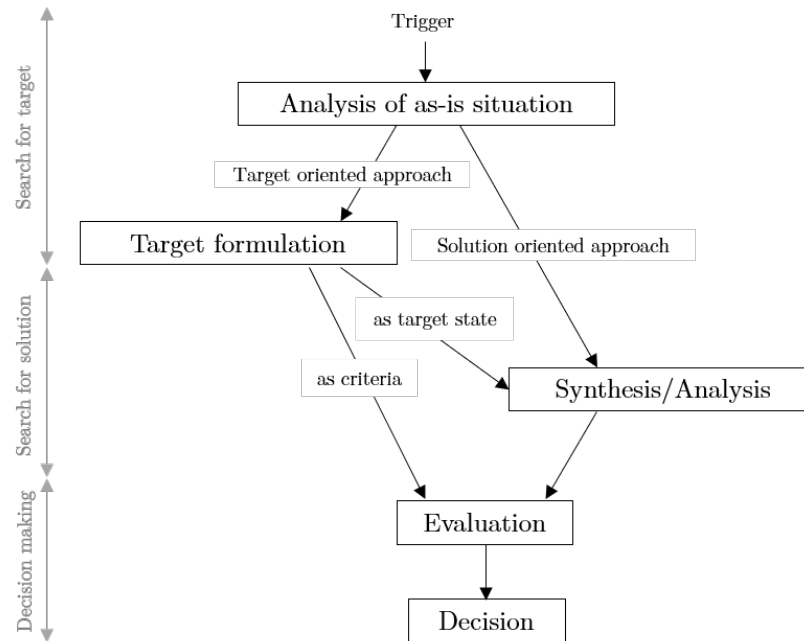 Trigger
Analysis of as-is situation
Target oriented approach
Target formulation
Solution oriented approach
as target state
as criteria
Synthesis/Analysis
Evaluation
Decision
Search for target
Search for solution
Decision making